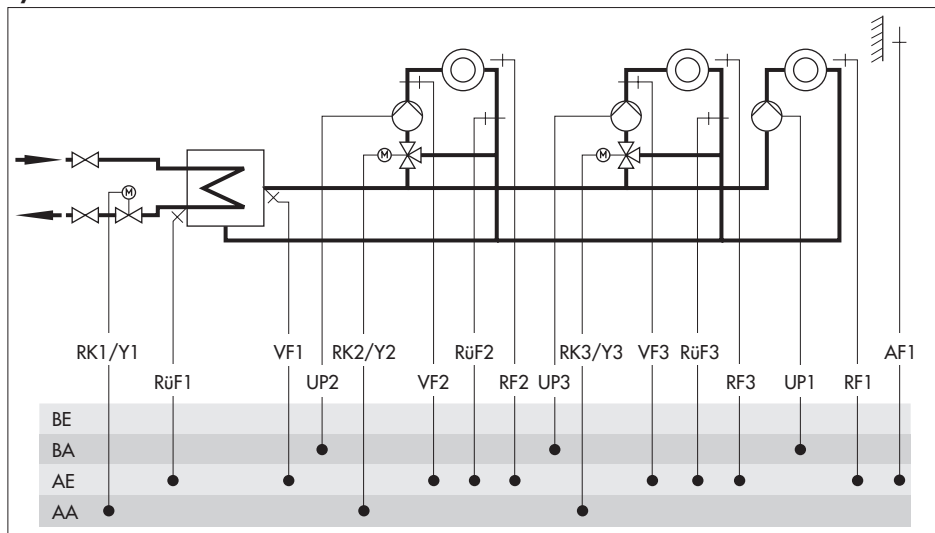 M
M
M
RK1/Y1 VF1 RK2/Y2 RüF2 RK3/Y3 VF3 RüF3 AF1
RüF1 UP2 VF2 RF2 UP3 RF3 UP1 RF1
BE
BA
AE
AA